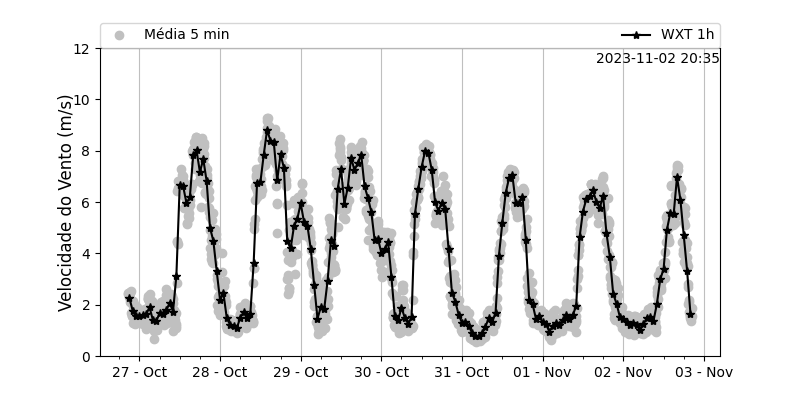 Média 5 min
WXT 1h
2023-11-02 20:35
Velocidade do Vento (m/s)
12
10
8
6
4
2
0
27 - Oct
28 - Oct
29 - Oct
30 - Oct
31 - Oct
01 - Nov
02 - Nov
03 - Nov